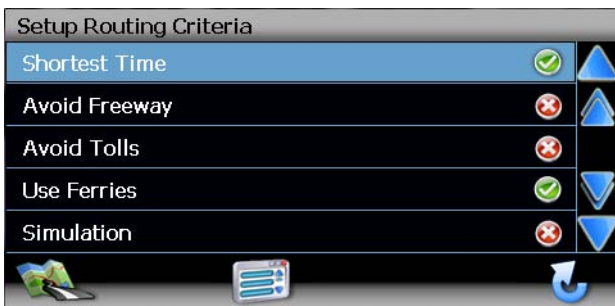 Setup Routing Criteria
Shortest Time
Avoid Freeway
Avoid Tolls
Use Ferries
Simulation